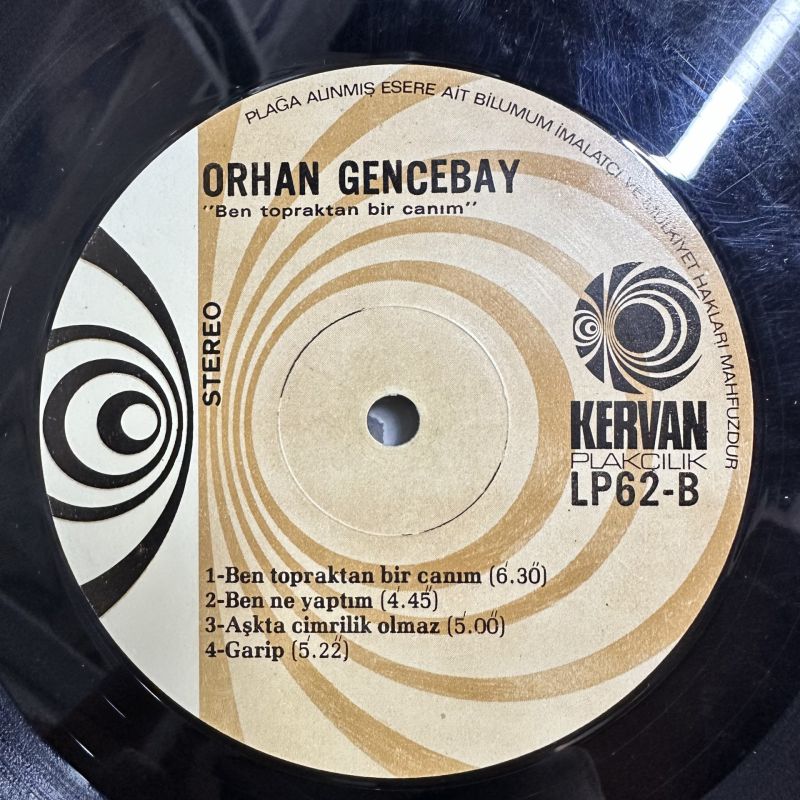 PLAĞA ALINMIŞ ESERE AİT BİLUMUM İMALATÇI VE MÜLKİYET HAKLARI MAHFUZDUR
ORHAN GENCEBAY
"Ben topraktan bir canım"
STEREO
KERVAN
PLAKÇILIK
LP62-B
1-Ben topraktan bir canım (6.'30")
2-Ben ne yaptım (4.'45")
3-Aşkta cimrilik olmaz (5.'00")
4-Garip (5.'22")